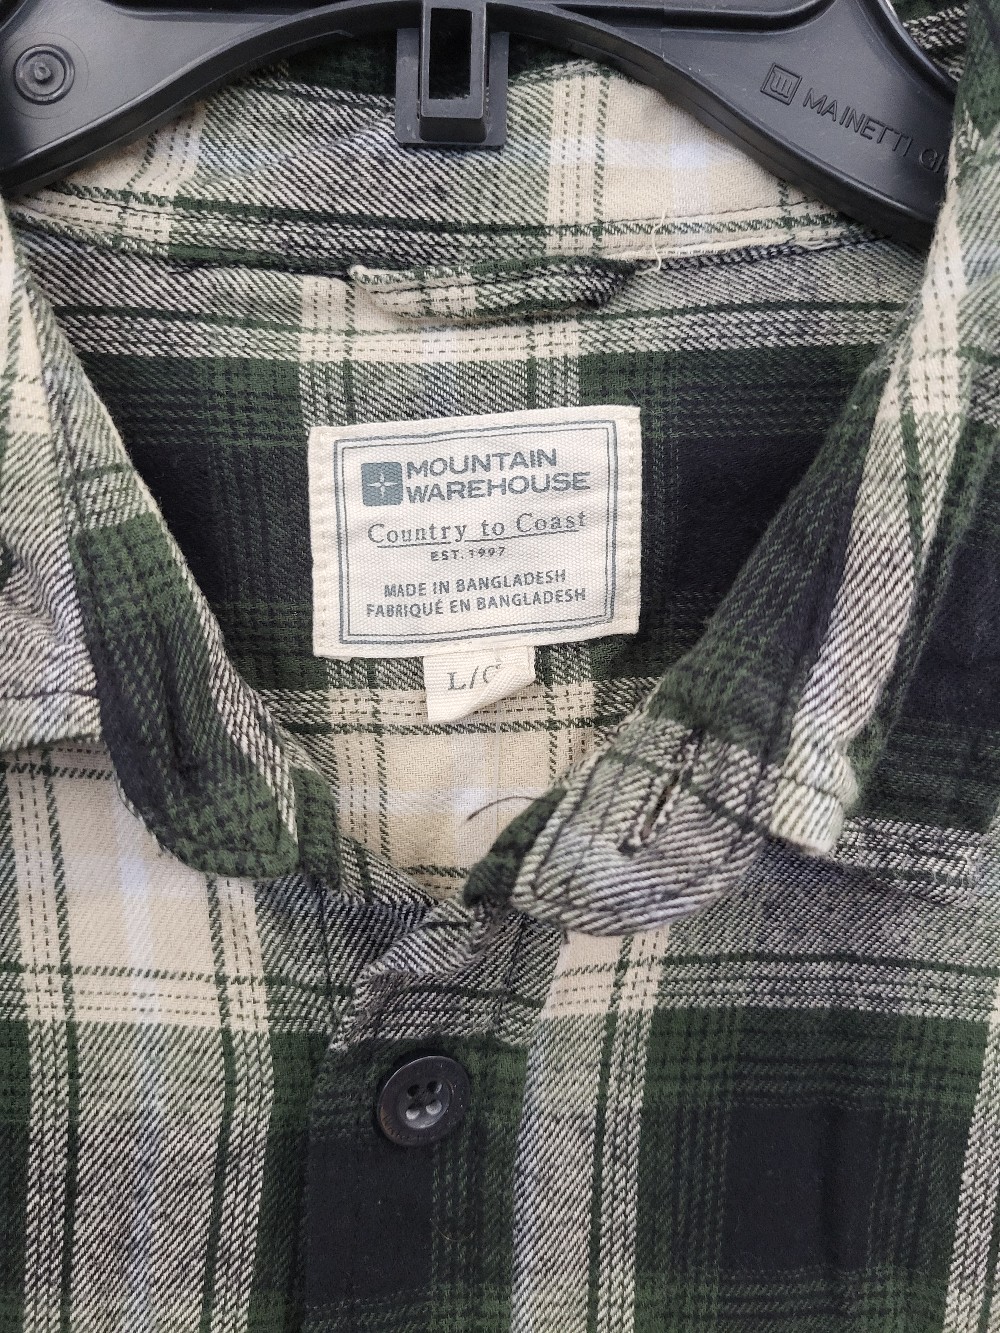 MAINETTI
MOUNTAIN
WAREHOUSE
Country to Coast
EST. 1997
MADE IN BANGLADESH
FABRIQUÉ EN BANGLADESH
L/G